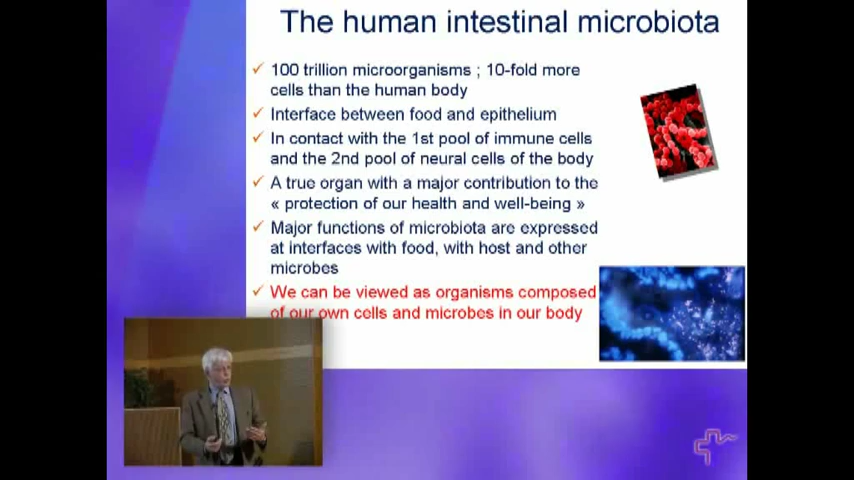 The human intestinal microbiota
✓ 100 trillion microorganisms ; 10-fold more
cells than the human body
✓ Interface between food and epithelium
✓ In contact with the 1st pool of immune cells
and the 2nd pool of neural cells of the body
✓ A true organ with a major contribution to the
« protection of our health and well-being »
✓ Major functions of microbiota are expressed
at interfaces with food, with host and other
microbes
✓ We can be viewed as organisms composed
of our own cells and microbes in our body